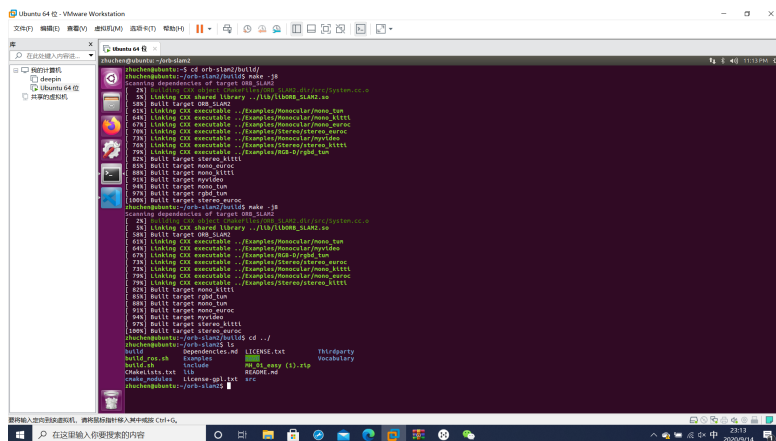 Ubuntu 64 位 - VMware Workstation
文件(F) 编辑(E) 查看(V) 虚拟机(M) 选项卡(T) 帮助(H)
库
在此处键入内容进...
我的计算机
deepin
Ubuntu 64 位
共享的虚拟机
Ubuntu 64 位
zhuchen@ubuntu: ~/orb-slam2
11:13 PM
zhuchen@ubuntu:~$ cd orb-slam2/build/
zhuchen@ubuntu:~/orb-slam2/build$ make -j8
Scanning dependencies of target ORB_SLAM2
[ 2%] Building CXX object CMakeFiles/ORB_SLAM2.dir/src/System.cc.o
[ 5%] Linking CXX shared library ../lib/libORB_SLAM2.so
[ 58%] Built target ORB_SLAM2
[ 61%] Linking CXX executable ../Examples/Monocular/mono_tum
[ 64%] Linking CXX executable ../Examples/Monocular/mono_kitti
[ 67%] Linking CXX executable ../Examples/Monocular/mono_euroc
[ 70%] Linking CXX executable ../Examples/Stereo/stereo_euroc
[ 73%] Linking CXX executable ../Examples/Monocular/myvideo
[ 76%] Linking CXX executable ../Examples/Stereo/stereo_kitti
[ 79%] Linking CXX executable ../Examples/RGB-D/rgbd_tum
[ 82%] Built target stereo_kitti
[ 85%] Built target mono_euroc
[ 88%] Built target mono_kitti
[ 91%] Built target myvideo
[ 94%] Built target mono_tum
[ 97%] Built target rgbd_tum
[100%] Built target stereo_euroc
zhuchen@ubuntu:~/orb-slam2/build$ make -j8
Scanning dependencies of target ORB_SLAM2
[ 2%] Building CXX object CMakeFiles/ORB_SLAM2.dir/src/System.cc.o
[ 5%] Linking CXX shared library ../lib/libORB_SLAM2.so
[ 58%] Built target ORB_SLAM2
[ 61%] Linking CXX executable ../Examples/Monocular/mono_tum
[ 64%] Linking CXX executable ../Examples/Monocular/myvideo
[ 67%] Linking CXX executable ../Examples/RGB-D/rgbd_tum
[ 73%] Linking CXX executable ../Examples/Stereo/stereo_euroc
[ 73%] Linking CXX executable ../Examples/Monocular/mono_kitti
[ 79%] Linking CXX executable ../Examples/Monocular/mono_euroc
[ 79%] Linking CXX executable ../Examples/Stereo/stereo_kitti
[ 82%] Built target mono_kitti
[ 85%] Built target rgbd_tum
[ 88%] Built target mono_tum
[ 91%] Built target mono_euroc
[ 94%] Built target myvideo
[ 97%] Built target stereo_kitti
[100%] Built target stereo_euroc
zhuchen@ubuntu:~/orb-slam2/build$ cd ../
zhuchen@ubuntu:~/orb-slam2$ ls
build Dependencies.md LICENSE.txt Thirdparty
build_ros.sh Examples Vocabulary
build.sh include MH_01_easy (1).zip
CMakeLists.txt lib README.md
cmake_modules License-gpl.txt src
zhuchen@ubuntu:~/orb-slam2$
要将输入定向到该虚拟机，请将鼠标指针移入其中或按 Ctrl+G。
在这里输入你要搜索的内容
中
23:13
2020/9/14